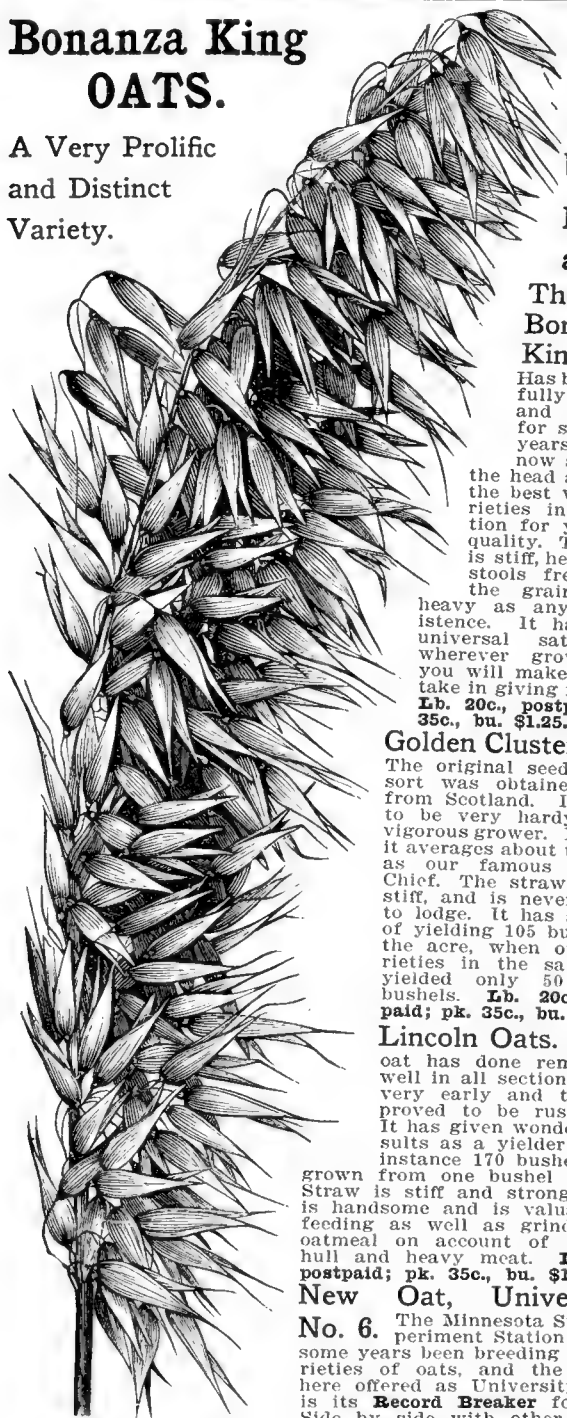 Bonanza King
OATS.
A Very Prolific
and Distinct
Variety.
a
Th
Bon
Kin
Has b
fully
and
for s
years
now a
the head a
the best v
rieties in
tion for y
quality. T
is stiff, he
stools fre
the grain
heavy as any
istence. It ha
universal sat
wherever grov
you will make
take in giving i
Lb. 20c., postp
35c., bu. $1.25.
Golden Cluste
The original seed
sort was obtaine
from Scotland. I
to be very hardy
vigorous grower.
it averages about
as our famous
Chief. The straw
stiff, and is never
to lodge. It has
of yielding 105 bu
the acre, when o
rieties in the sa
yielded only 50
bushels. Lb. 20c
paid; pk. 35c., bu.
Lincoln Oats.
oat has done rem
well in all section
very early and t
proved to be rus
It has given wonde
sults as a yielder
instance 170 bushe
grown from one bushel
Straw is stiff and strong
is handsome and is valu
feeding as well as grin
oatmeal on account of
hull and heavy meat. L
postpaid; pk. 35c., bu. $1
New Oat, Unive
No. 6. The Minnesota S
periment Station
some years been breeding
rieties of oats, and the
here offered as Universit
is its Record Breaker fo
Side by side with other